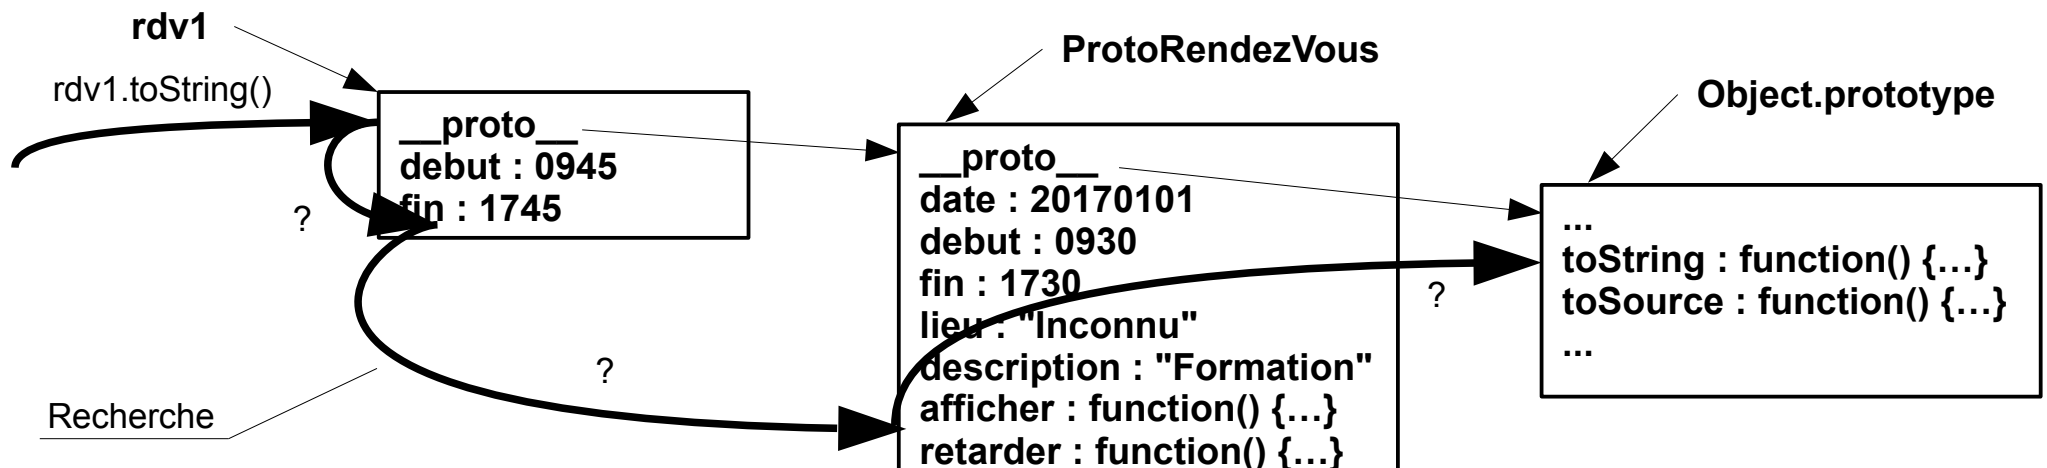 rdv1
rdv1.toString()
__proto__
debut : 0945
fin : 1745
?
?
Recherche
ProtoRendezVous
__proto__
date : 20170101
debut : 0930
fin : 1730
lieu : "Inconnu"
description : "Formation"
afficher : function() {...}
retarder : function() {...}
?
Object.prototype
...
toString : function() {...}
toSource : function() {...}
...